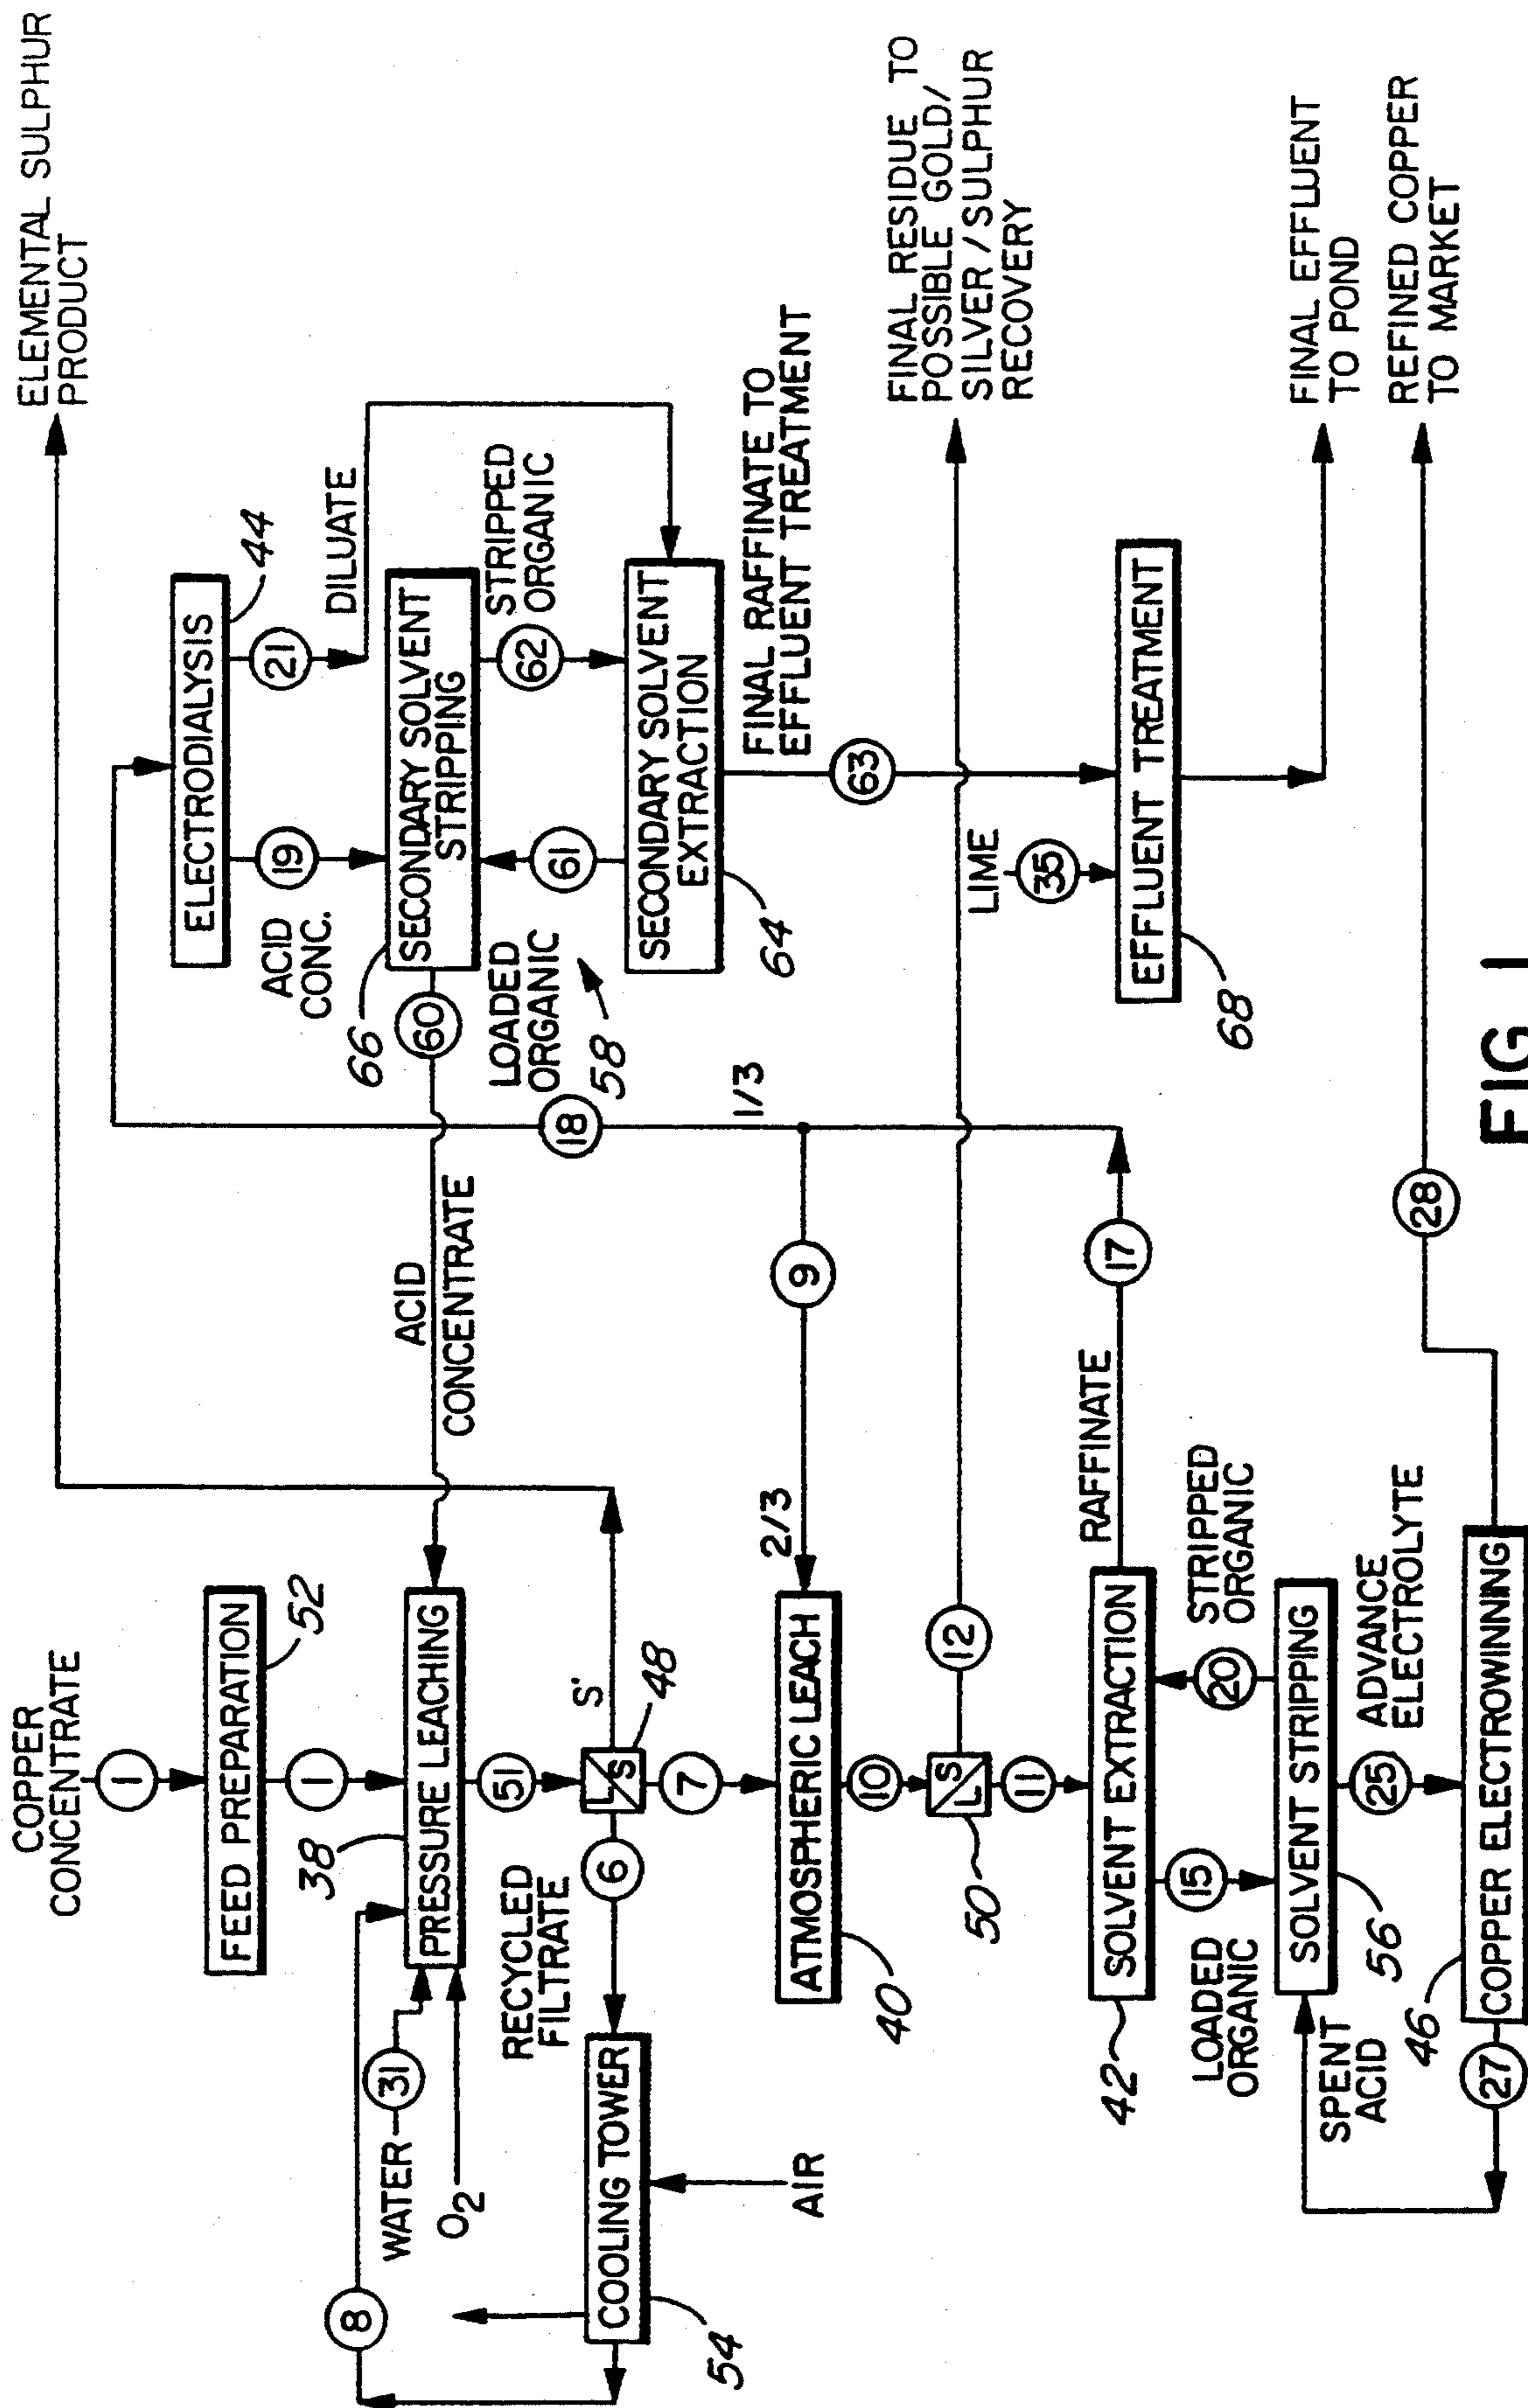 COPPER
CONCENTRATE
1
FEED PREPARATION
52
1
38
PRESSURE LEACHING
8
WATER
31
O2
51
L
S
S°
48
6
RECYCLED
FILTRATE
COOLING TOWER
54
AIR
7
ATMOSPHERIC LEACH
40
2/3
9
10
L
S
50
12
11
SOLVENT EXTRACTION
42
RAFFINATE
17
15
LOADED
ORGANIC
20
STRIPPED
ORGANIC
SOLVENT STRIPPING
56
SPENT
ACID
25
ADVANCE
ELECTROLYTE
46
COPPER ELECTROWINNING
27
28
ELEMENTAL SULPHUR
PRODUCT
ELECTRODIALYSIS
44
19
ACID
CONC.
21
DILUATE
66
60
SECONDARY SOLVENT
STRIPPING
ACID
CONCENTRATE
18
1/3
61
LOADED
ORGANIC
58
62
STRIPPED
ORGANIC
SECONDARY SOLVENT
EXTRACTION
64
FINAL RAFFINATE TO
EFFLUENT TREATMENT
63
LIME
35
EFFLUENT TREATMENT
68
FINAL RESIDUE TO
POSSIBLE GOLD/
SILVER/SULPHUR
RECOVERY
FINAL EFFLUENT
TO POND
REFINED COPPER
TO MARKET
FIG. 1